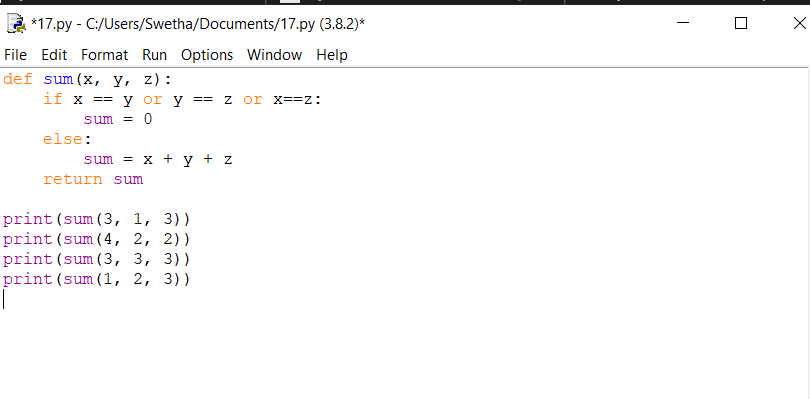 *17.py - C:/Users/Swetha/Documents/17.py (3.8.2)*
File Edit Format Run Options Window Help
def sum(x, y, z):
    if x == y or y == z or x==z:
        sum = 0
    else:
        sum = x + y + z
    return sum

print(sum(3, 1, 3))
print(sum(4, 2, 2))
print(sum(3, 3, 3))
print(sum(1, 2, 3))